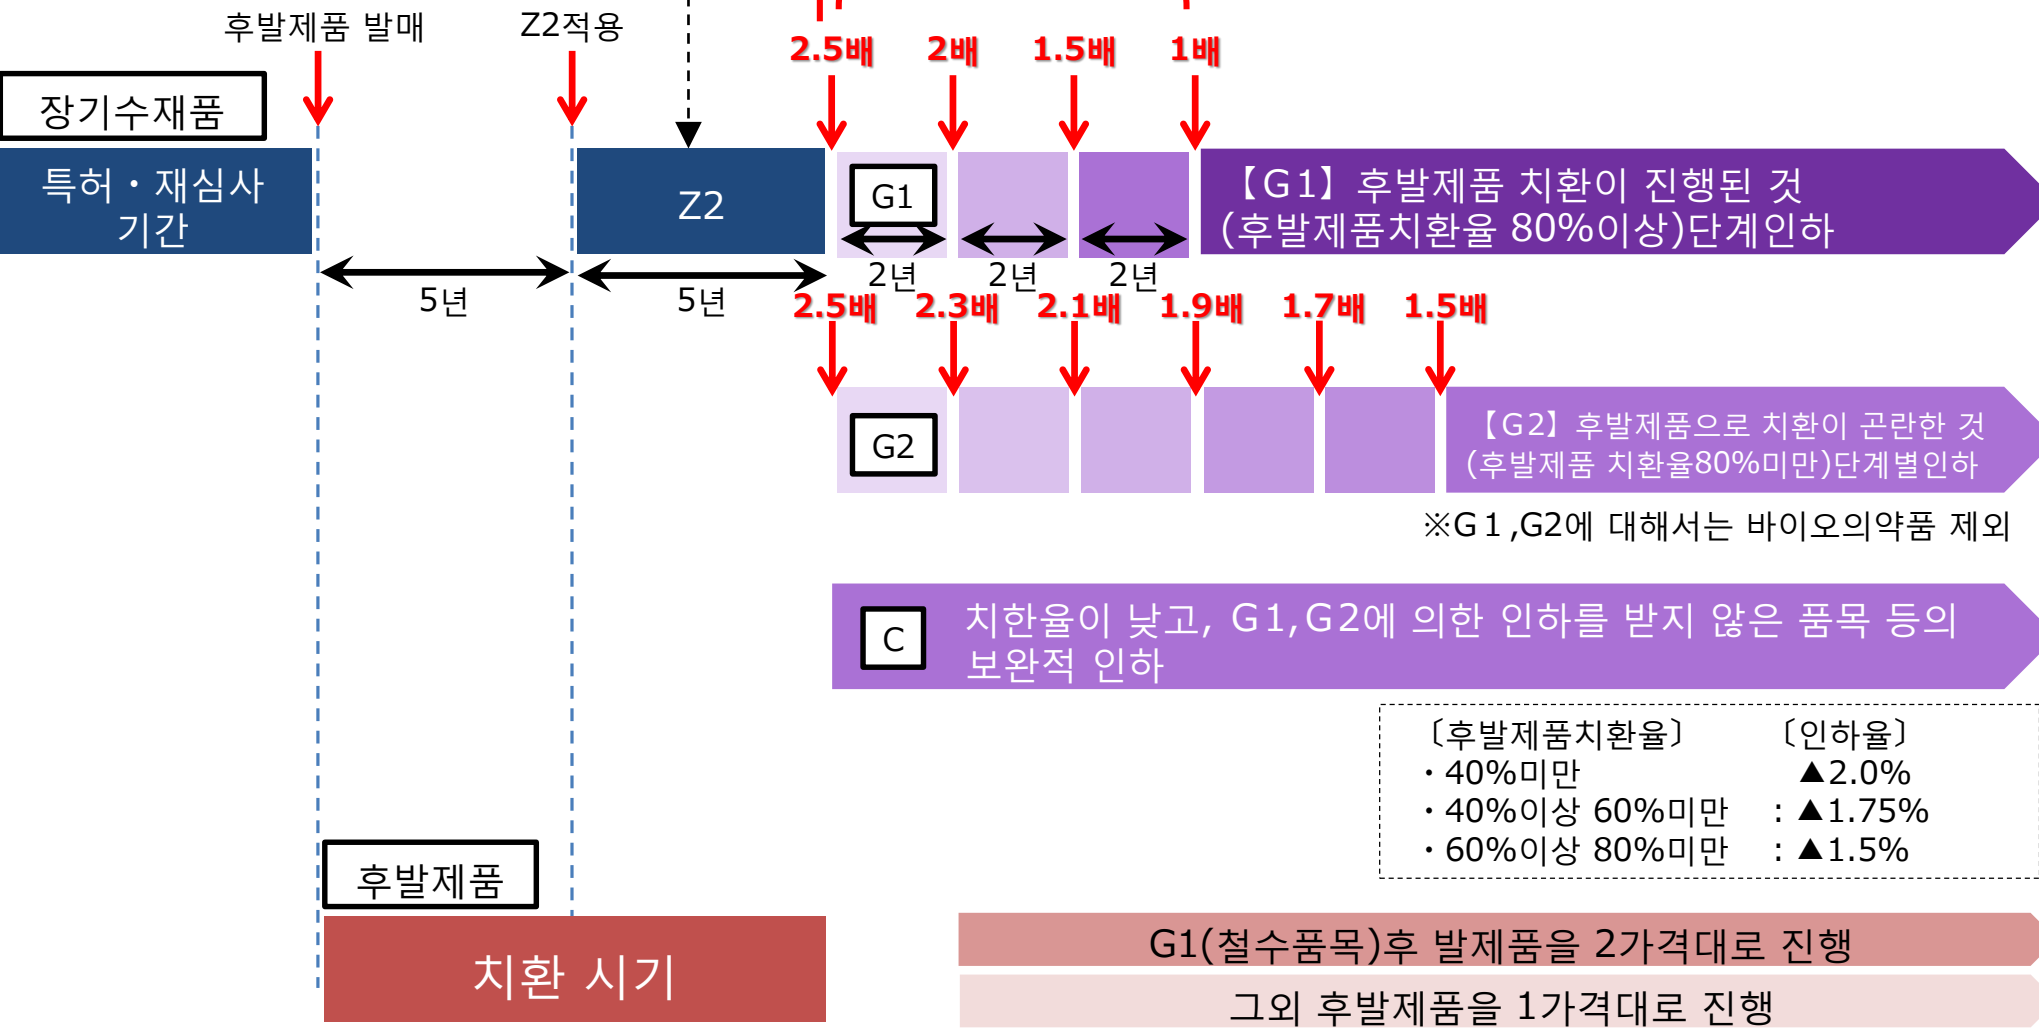 후발제품 발매
Z2적용
2.5배
2배
1.5배
1배
장기수재품
특허・재심사
기간
Z2
G1
【G1】후발제품 치환이 진행된 것
(후발제품치환율 80%이상)단계인하
5년
5년
2년
2년
2년
2.5배
2.3배
2.1배
1.9배
1.7배
1.5배
G2
【G2】후발제품으로 치환이 곤란한 것
(후발제품 치환율80%미만)단계별인하
※G１,G2에 대해서는 바이오의약품 제외
C
치한율이 낮고, G1,G2에 의한 인하를 받지 않은 품목 등의
보완적 인하
〔후발제품치환율〕 〔인하율〕
・40%미만 ▲2.0%
・40%이상 60%미만 : ▲1.75%
・60%이상 80%미만 : ▲1.5%
후발제품
치환 시기
G1(철수품목)후 발제품을 2가격대로 진행
그외 후발제품을 1가격대로 진행